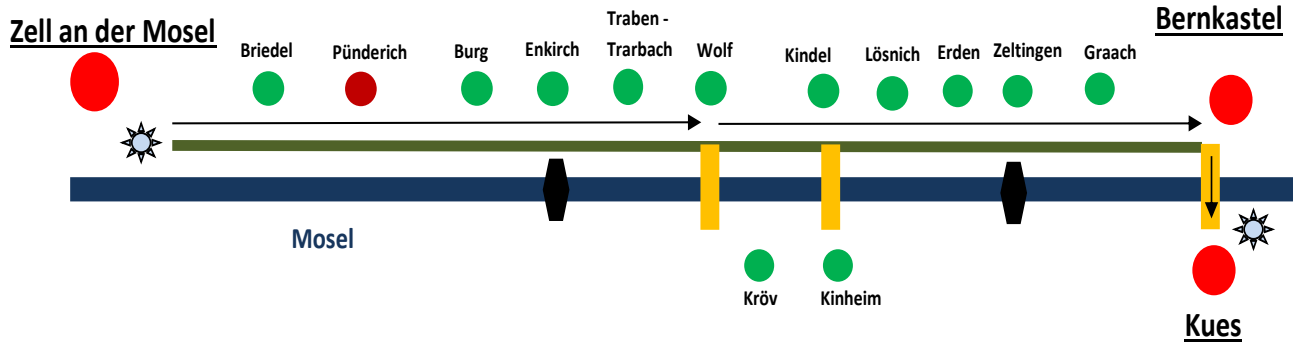 Zell an der Mosel
Briedel
Pünderich
Burg
Enkirch
Traben -
Trarbach
Wolf
Kindel
Lösnich
Erden
Zeltingen
Graach
Bernkastel
Mosel
Kröv
Kinheim
Kues